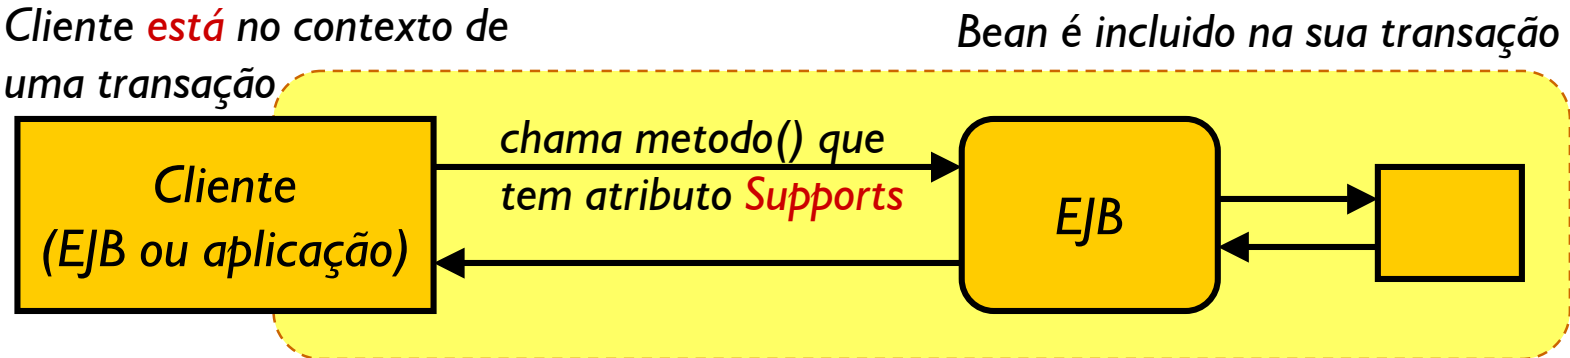 Cliente está no contexto de
uma transação
Bean é incluido na sua transação
Cliente
(EJB ou aplicação)
chama metodo() que
tem atributo Supports
EJB